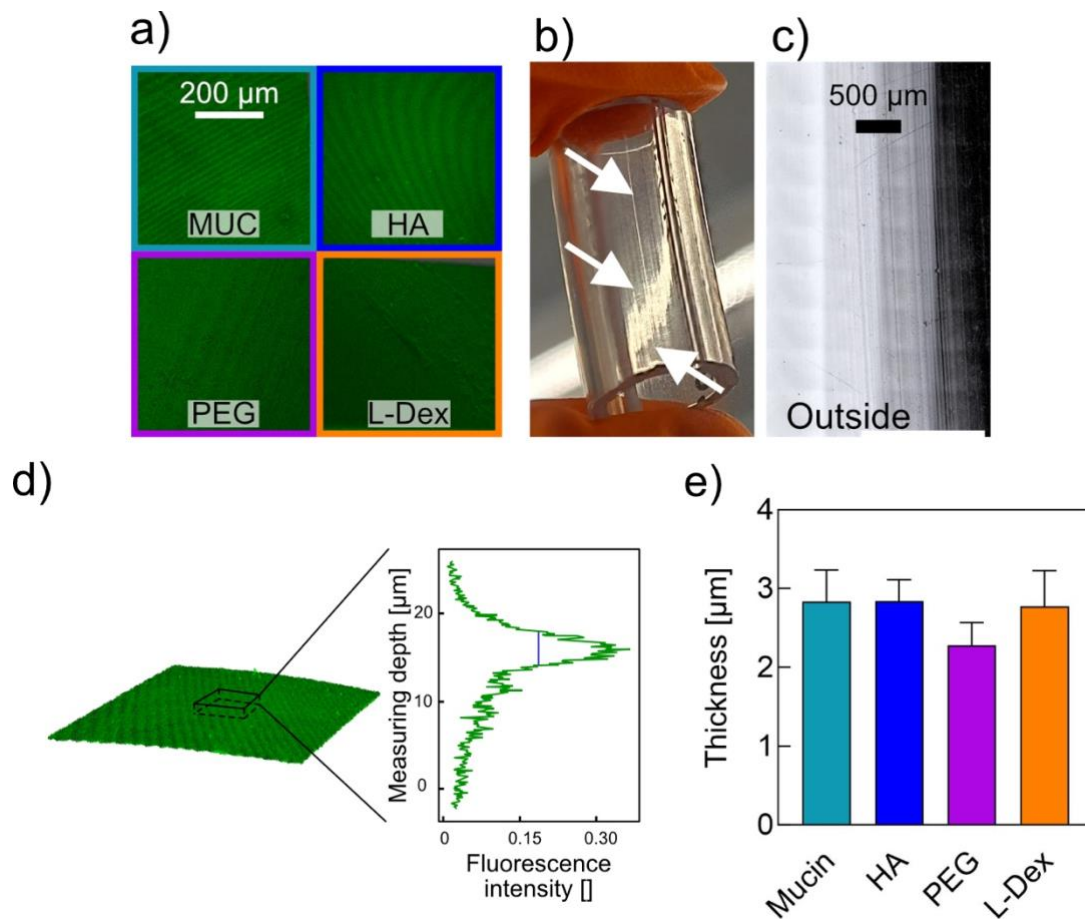 a)
200 µm
MUC
HA
PEG
L-Dex
b)
c)
500 µm
Outside
d)
Measuring depth [µm]
20
10
0
0
0.15
0.30
Fluorescence
intensity []
e)
Thickness [µm]
4
3
2
1
0
Mucin
HA
PEG
L-Dex